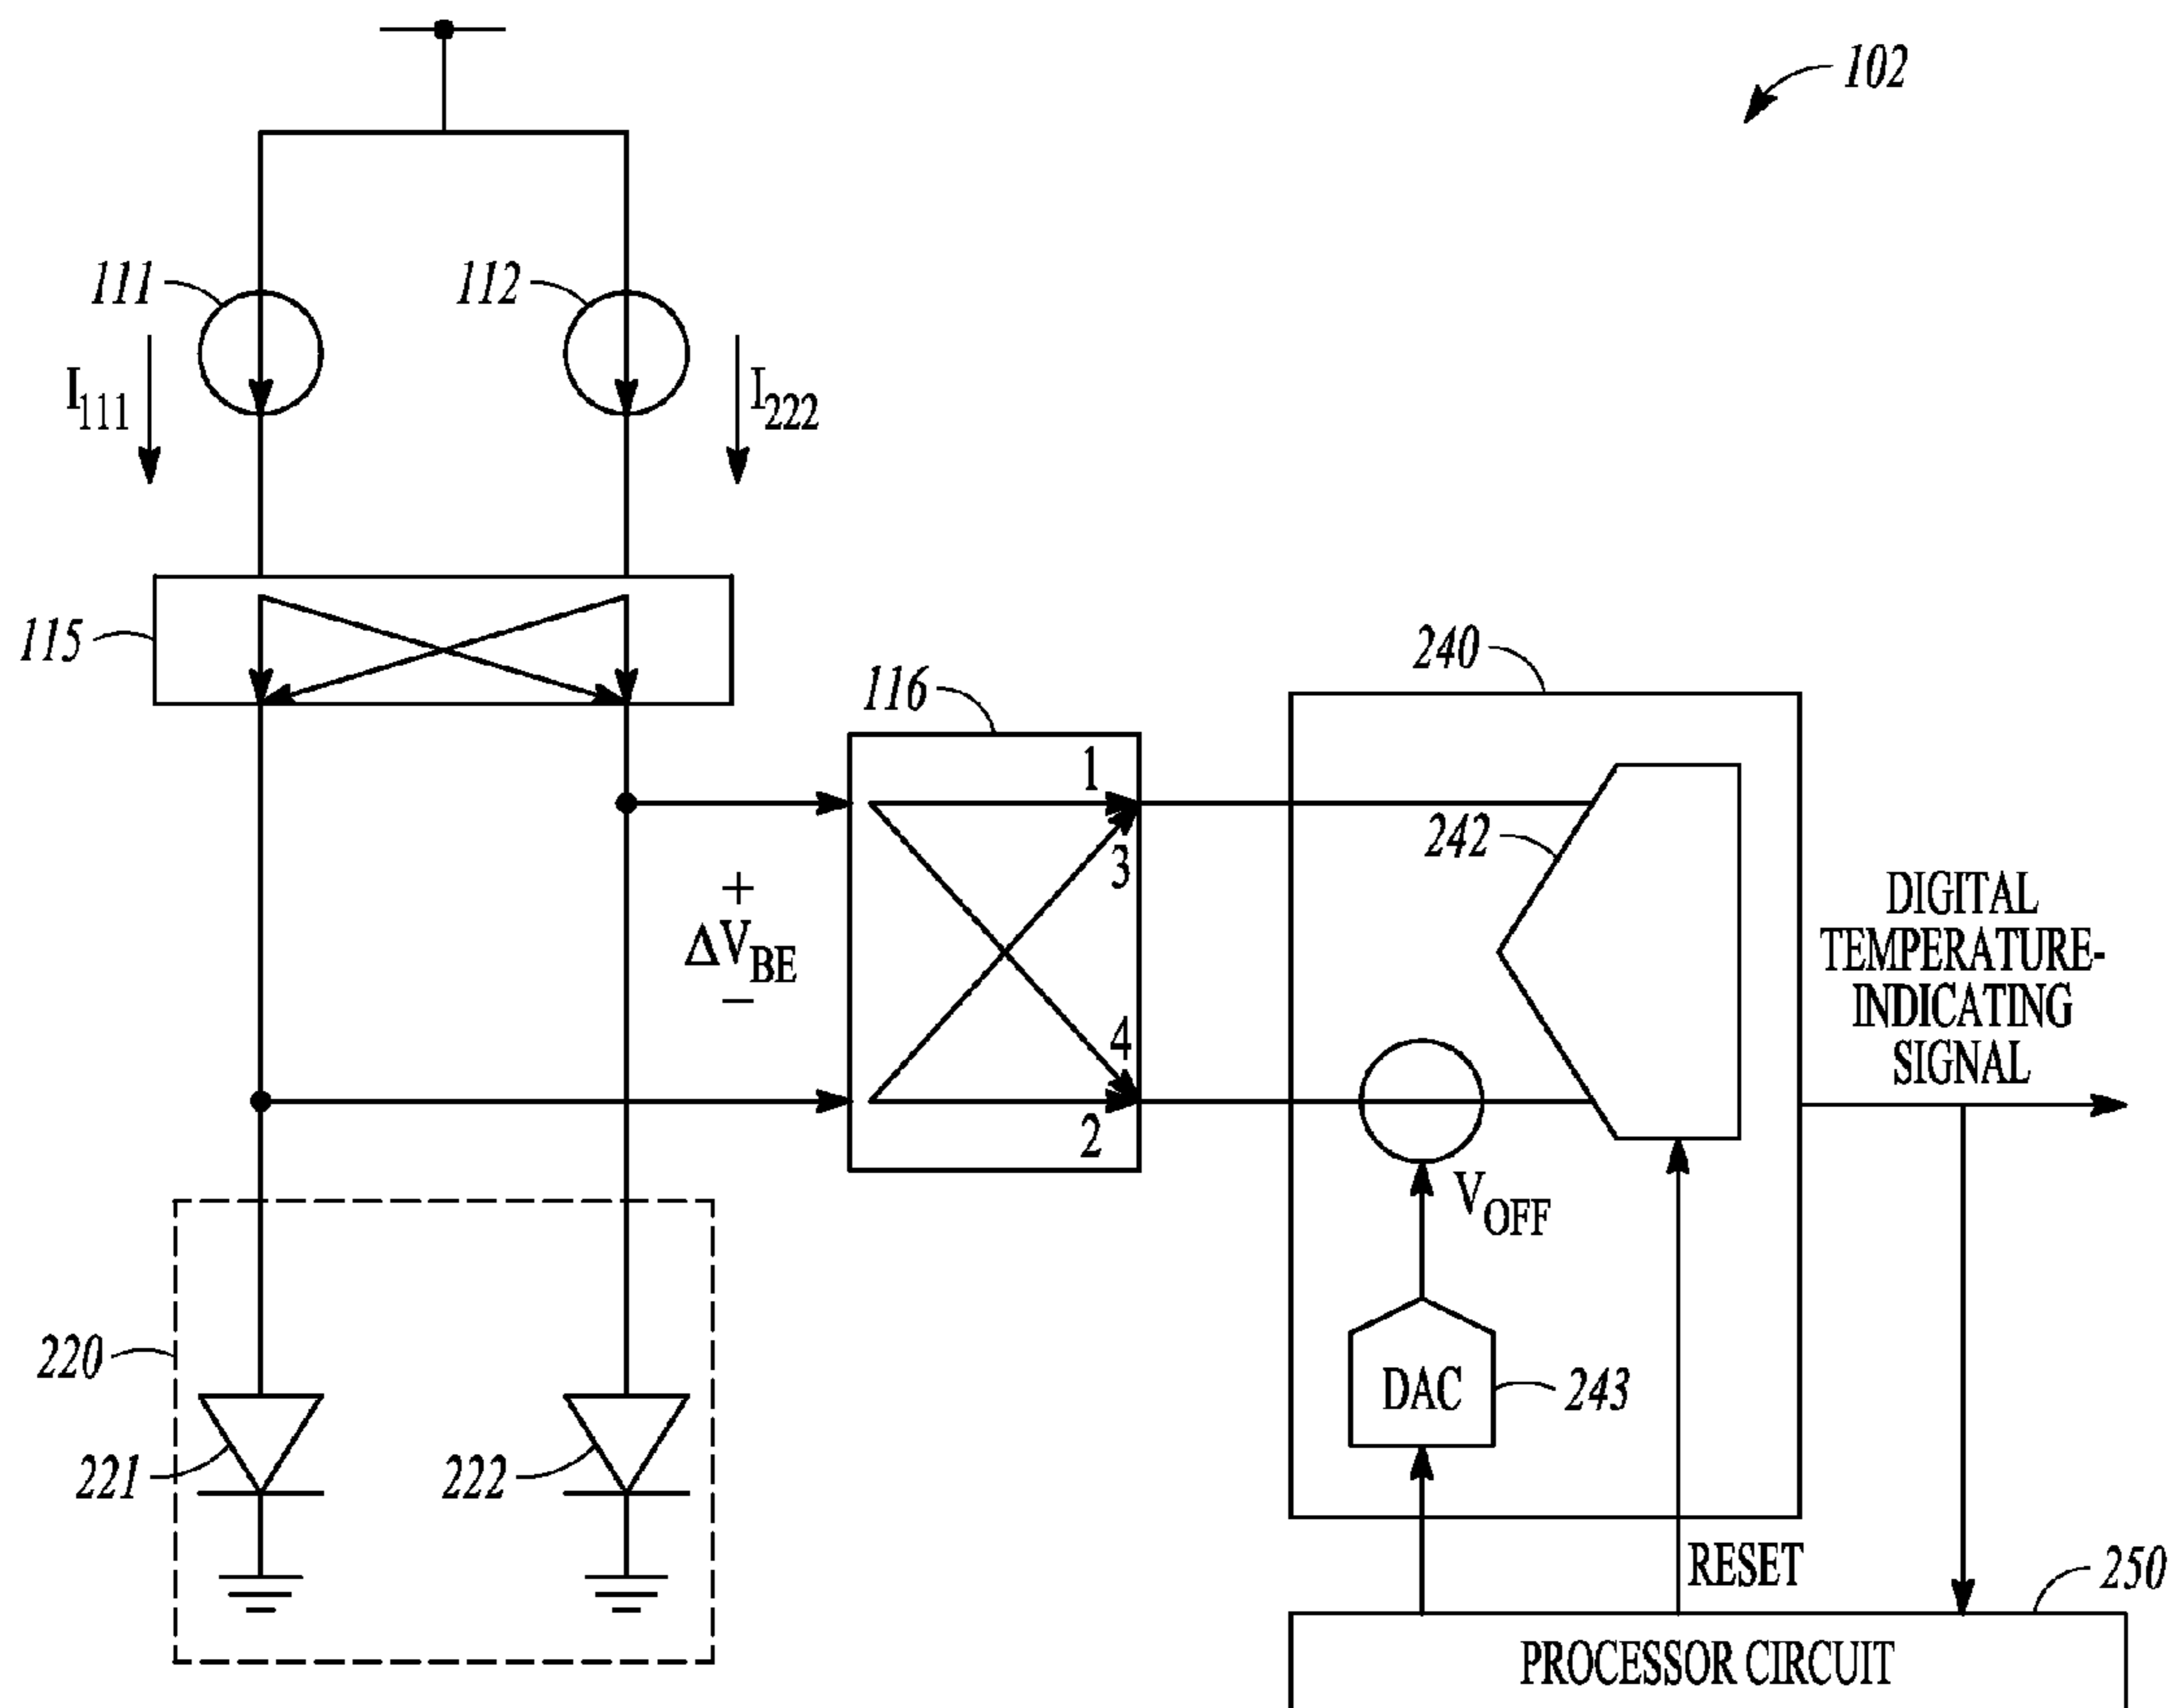 102
111
112
I111
I222
115
116
240
1
3
242
+
ΔVBE
−
4
2
DIGITAL
TEMPERATURE-
INDICATING
SIGNAL
VOFF
220
DAC
243
221
222
RESET
250
PROCESSOR CIRCUIT